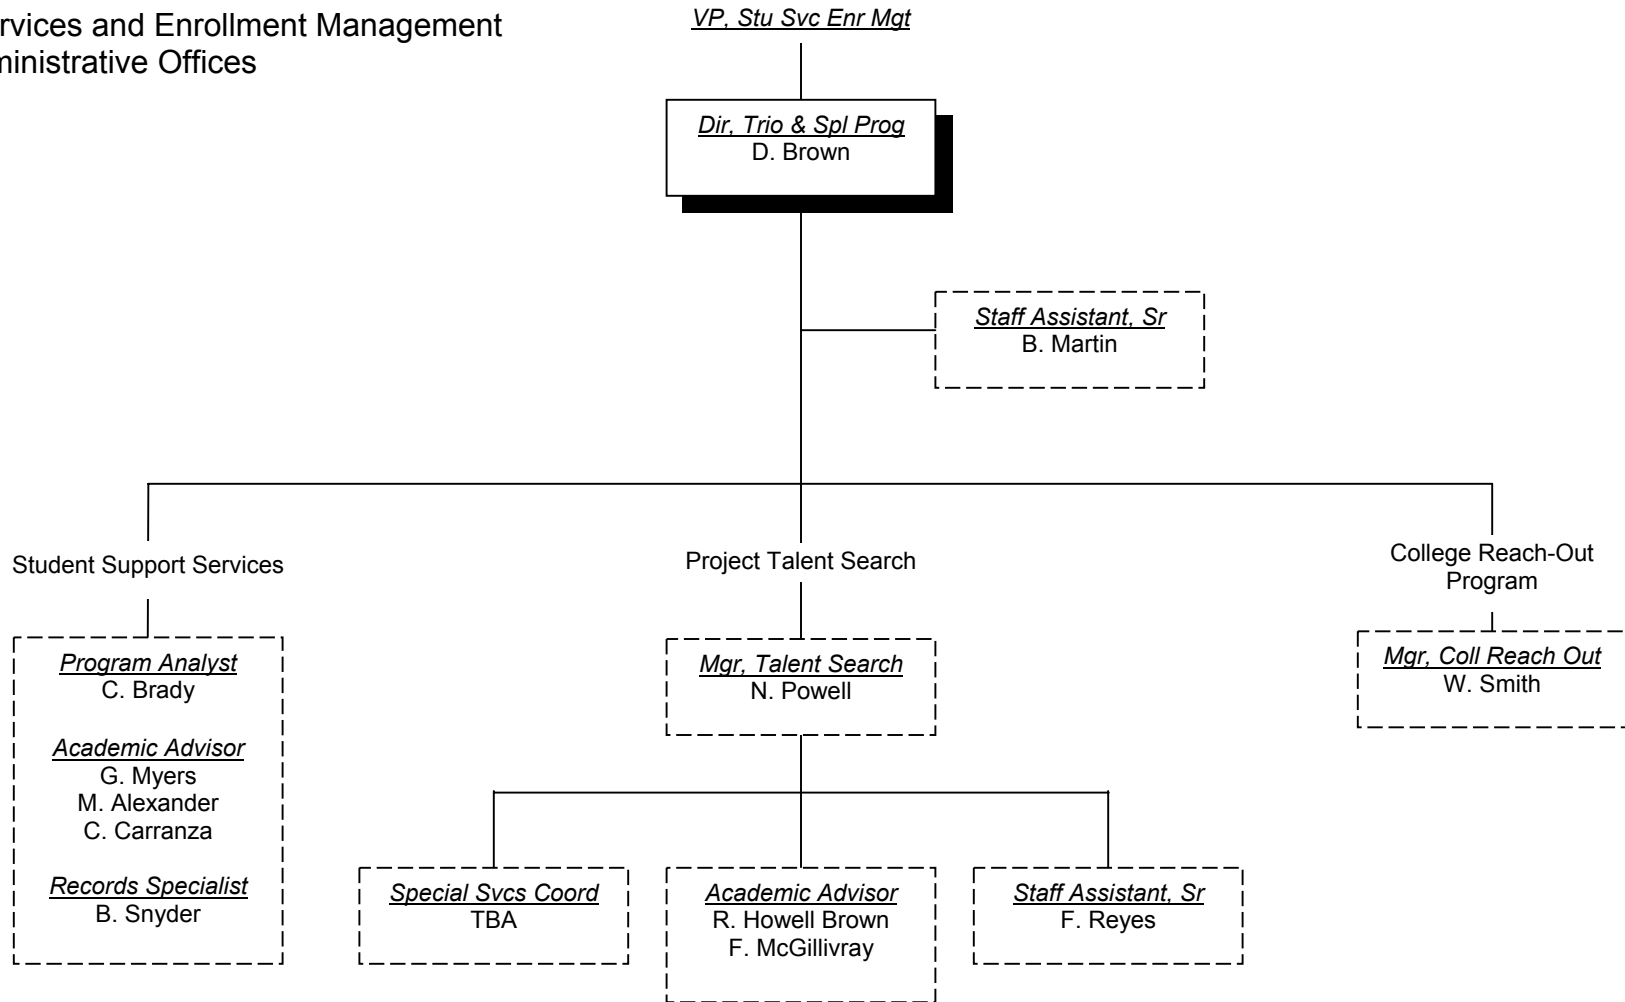 rvices and Enrollment Management
ministrative Offices
VP, Stu Svc Enr Mgt
Dir, Trio & Spl Prog
D. Brown
Staff Assistant, Sr
B. Martin
Student Support Services
Project Talent Search
College Reach-Out
Program
Program Analyst
C. Brady
Academic Advisor
G. Myers
M. Alexander
C. Carranza
Records Specialist
B. Snyder
Mgr, Talent Search
N. Powell
Mgr, Coll Reach Out
W. Smith
Special Svcs Coord
TBA
Academic Advisor
R. Howell Brown
F. McGillivray
Staff Assistant, Sr
F. Reyes